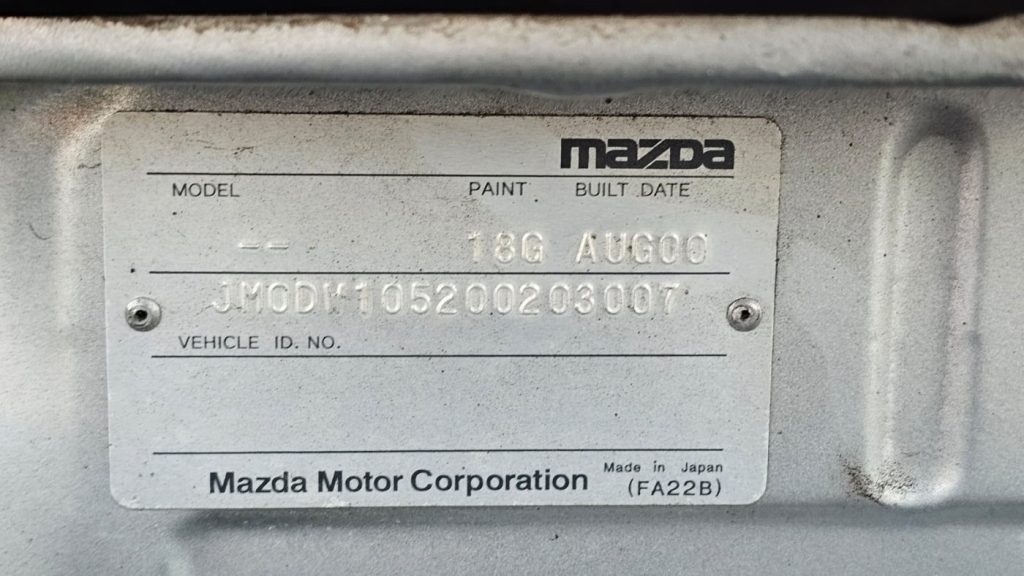 mazda
MODEL PAINT BUILT DATE
-- 18G AUG00
JM0DW105200203007
VEHICLE ID. NO.
Mazda Motor Corporation
Made in Japan
(FA22B)